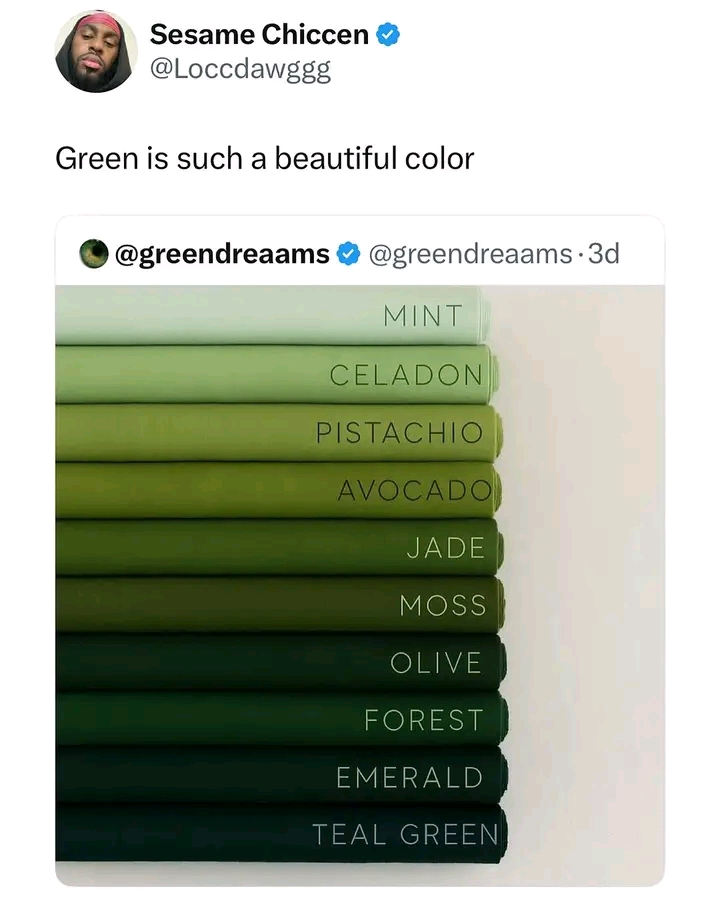 Sesame Chiccen
@Loccdawggg
Green is such a beautiful color
@greendreaams @greendreaams · 3d
MINT
CELADON
PISTACHIO
AVOCADO
JADE
MOSS
OLIVE
FOREST
EMERALD
TEAL GREEN